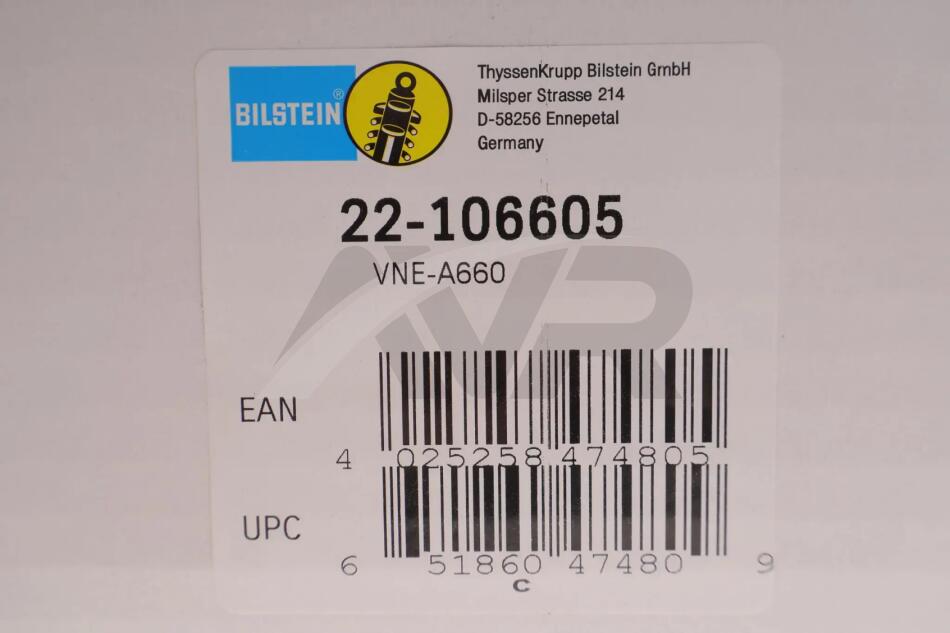 BILSTEIN®
ThyssenKrupp Bilstein GmbH
Milsper Strasse 214
D-58256 Ennepetal
Germany
22-106605
VNE-A660
NVR
EAN
4 025258 474805
UPC
6 51860 47480 9
C